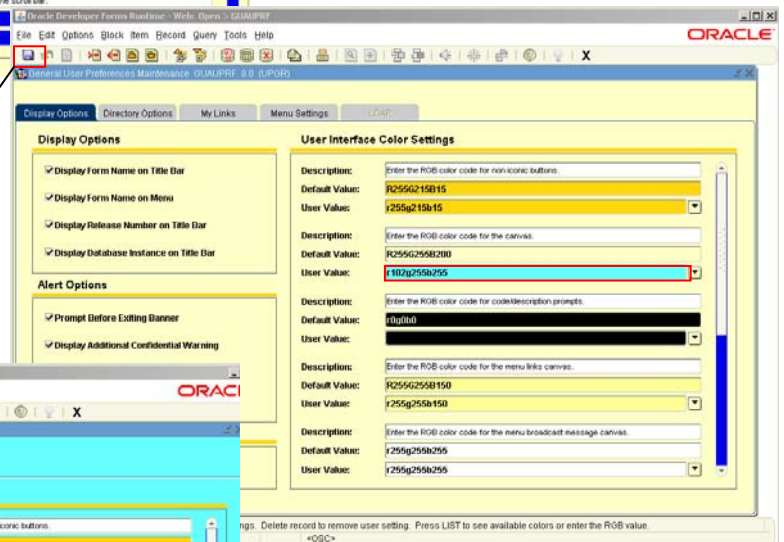 the scroll bar.
Oracle Developer Forms Runtime - Web: Open > GUAUPRF
File Edit Options Block Item Record Query Tools Help
ORACLE
X
General User Preferences Maintenance GUAUPRF 8.0 (UPGR)
Display Options Directory Options My Links Menu Settings
Display Options
User Interface Color Settings
Display Form Name on Title Bar
Description: Enter the RGB color code for non iconic buttons.
Default Value: R255G215B15
User Value: r255g215b15
Display Form Name on Menu
Display Release Number on Title Bar
Description: Enter the RGB color code for the canvas.
Default Value: R255G255B200
User Value: r102g255b255
Display Database Instance on Title Bar
Alert Options
Description: Enter the RGB color code for code/description prompts.
Default Value: r0g0b0
User Value:
Prompt Before Exiting Banner
Display Additional Confidential Warning
Description: Enter the RGB color code for the menu links canvas.
Default Value: R255G255B150
User Value: r255g255b150
Description: Enter the RGB color code for the menu broadcast message canvas.
Default Value: r255g255b255
User Value: r255g255b255
ORACL
X
iconic buttons.
ngs. Delete record to remove user setting. Press LIST to see available colors or enter the RGB value.
<OSC>